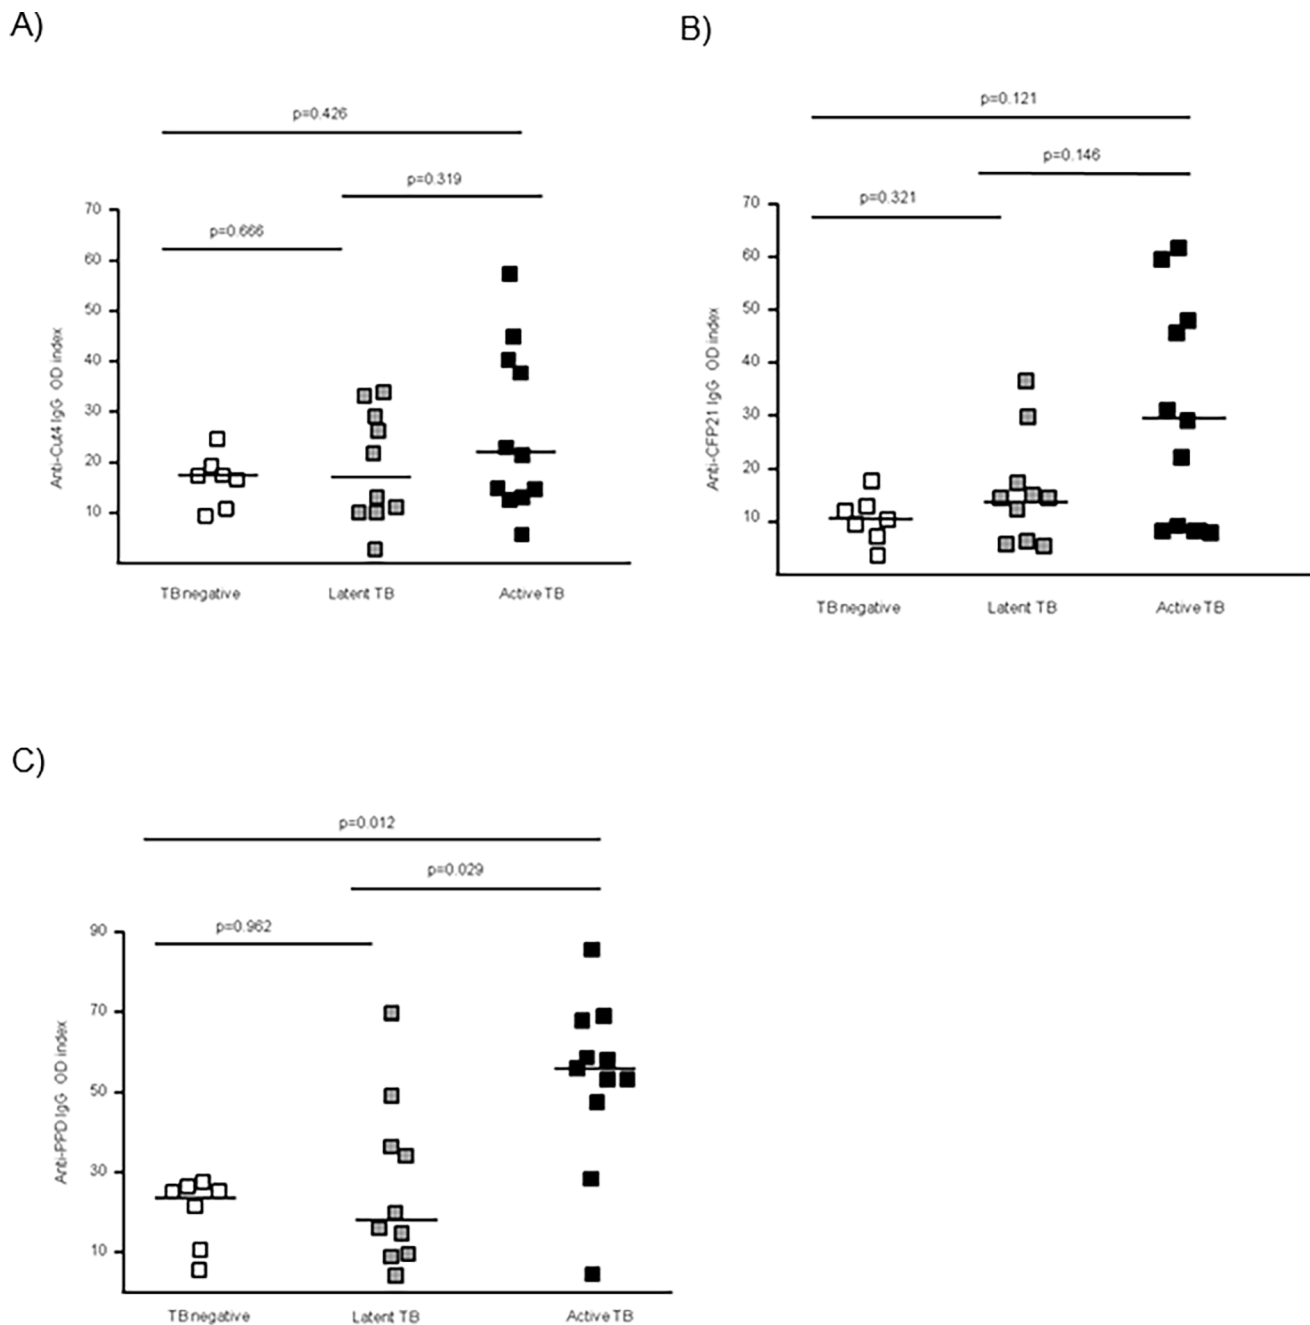 A)
p=0.426
p=0.319
p=0.666
70
60
50
40
30
20
10
Anti-Cut4 IgG OD index
TB negative Latent TB Active TB
B)
p=0.121
p=0.146
p=0.321
70
60
50
40
30
20
10
Anti-CFP21 IgG OD index
TB negative Latent TB Active TB
C)
p=0.012
p=0.029
p=0.962
90
70
50
30
10
Anti-PPD IgG OD index
TB negative Latent TB Active TB